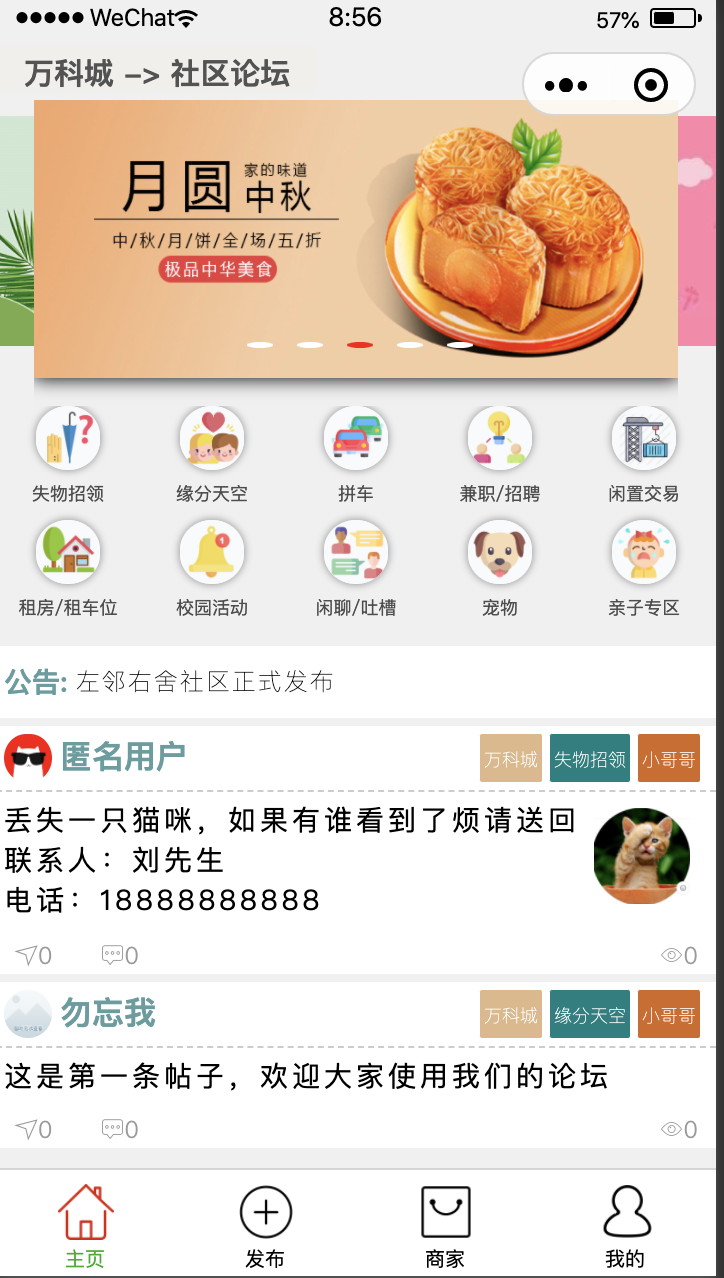 ●●●●● WeChat 8:56 57%
万科城 –> 社区论坛
月圆 家的味道
中秋
中/秋/月/饼/全/场/五/折
极品中华美食
失物招领 缘分天空 拼车 兼职/招聘 闲置交易
租房/租车位 校园活动 闲聊/吐槽 宠物 亲子专区
公告: 左邻右舍社区正式发布
匿名用户 万科城 失物招领 小哥哥
丢失一只猫咪，如果有谁看到了烦请送回
联系人：刘先生
电话：18888888888
0 0 0
勿忘我 万科城 缘分天空 小哥哥
这是第一条帖子，欢迎大家使用我们的论坛
0 0 0
主页 发布 商家 我的